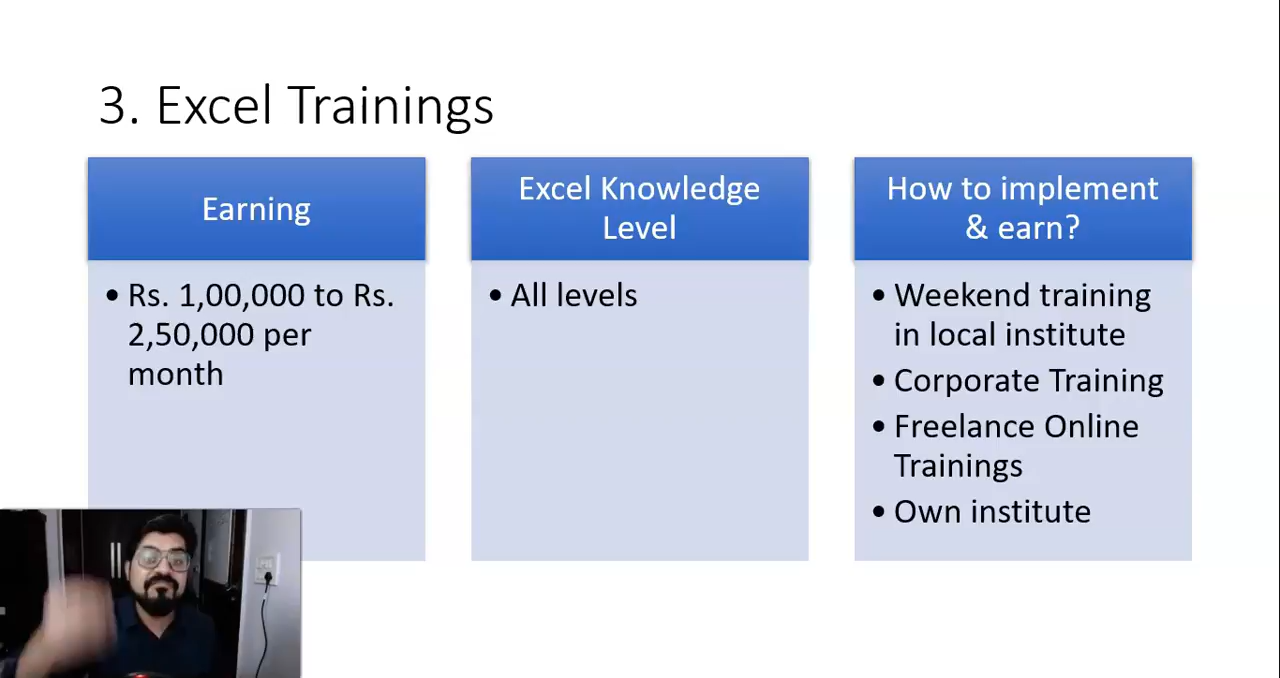 3. Excel Trainings
Earning
• Rs. 1,00,000 to Rs.
2,50,000 per
month
Excel Knowledge
Level
• All levels
How to implement
& earn?
• Weekend training
in local institute
• Corporate Training
• Freelance Online
Trainings
• Own institute